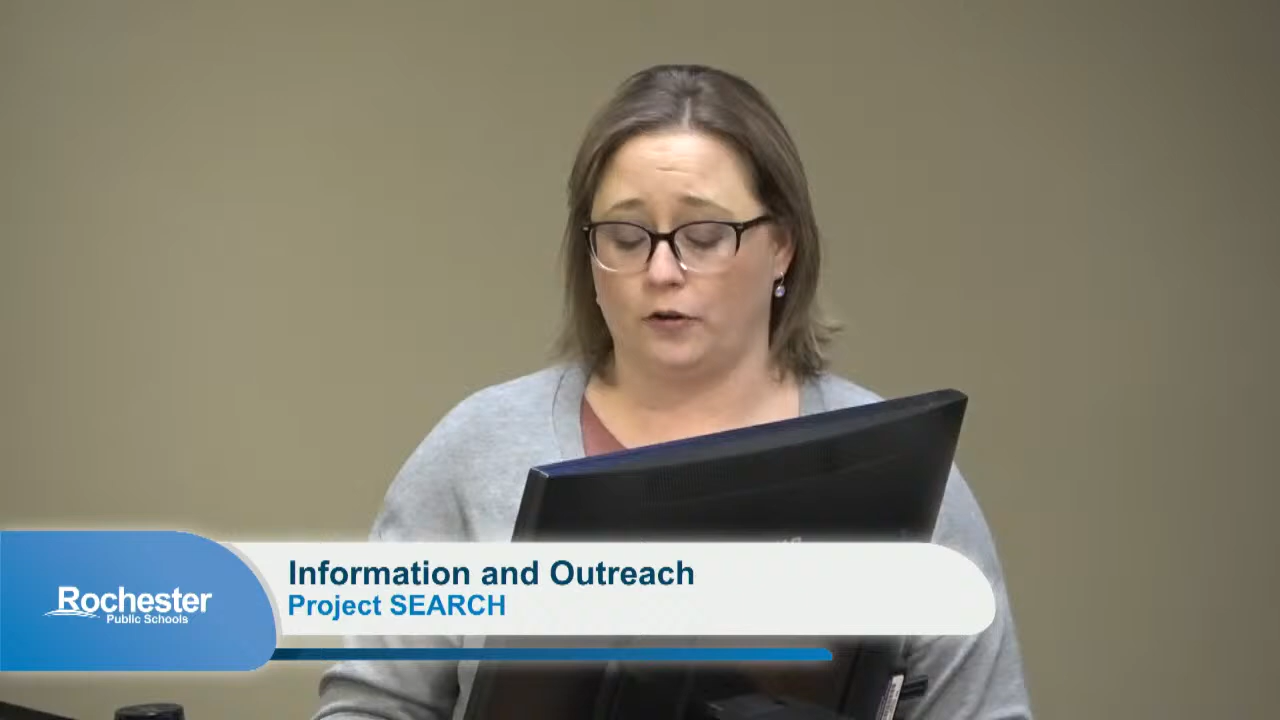 Information and Outreach
Project SEARCH
Rochester
Public Schools